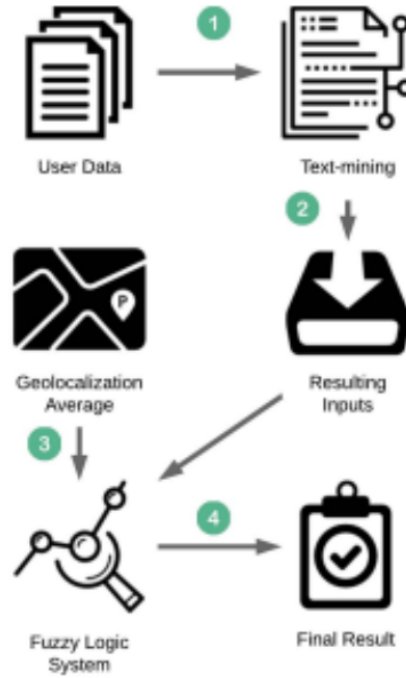 1
User Data
Text-mining
2
P
Geolocalization
Average
Resulting
Inputs
3
4
Fuzzy Logic
System
Final Result